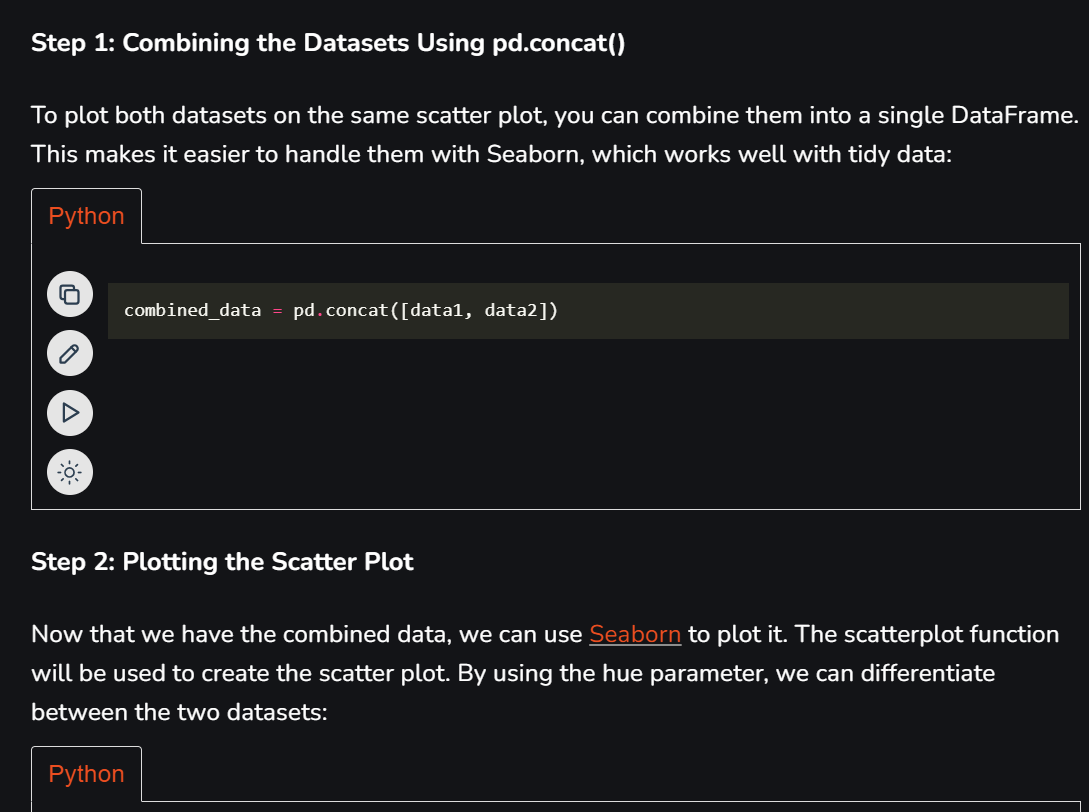 Step 1: Combining the Datasets Using pd.concat()
To plot both datasets on the same scatter plot, you can combine them into a single DataFrame.
This makes it easier to handle them with Seaborn, which works well with tidy data:
Python
combined_data = pd.concat([data1, data2])
Step 2: Plotting the Scatter Plot
Now that we have the combined data, we can use Seaborn to plot it. The scatterplot function
will be used to create the scatter plot. By using the hue parameter, we can differentiate
between the two datasets:
Python